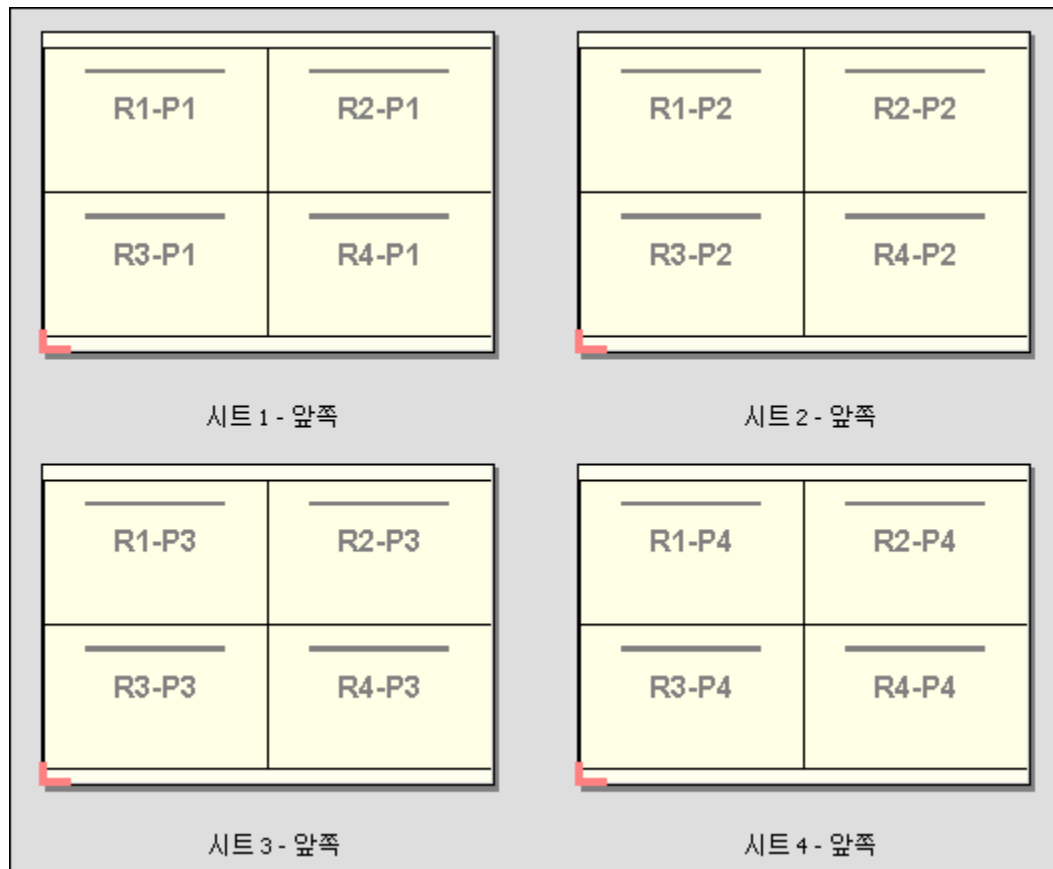 R1-P1 R2-P1
R3-P1 R4-P1
시트 1 - 앞쪽
R1-P2 R2-P2
R3-P2 R4-P2
시트 2 - 앞쪽
R1-P3 R2-P3
R3-P3 R4-P3
시트 3 - 앞쪽
R1-P4 R2-P4
R3-P4 R4-P4
시트 4 - 앞쪽